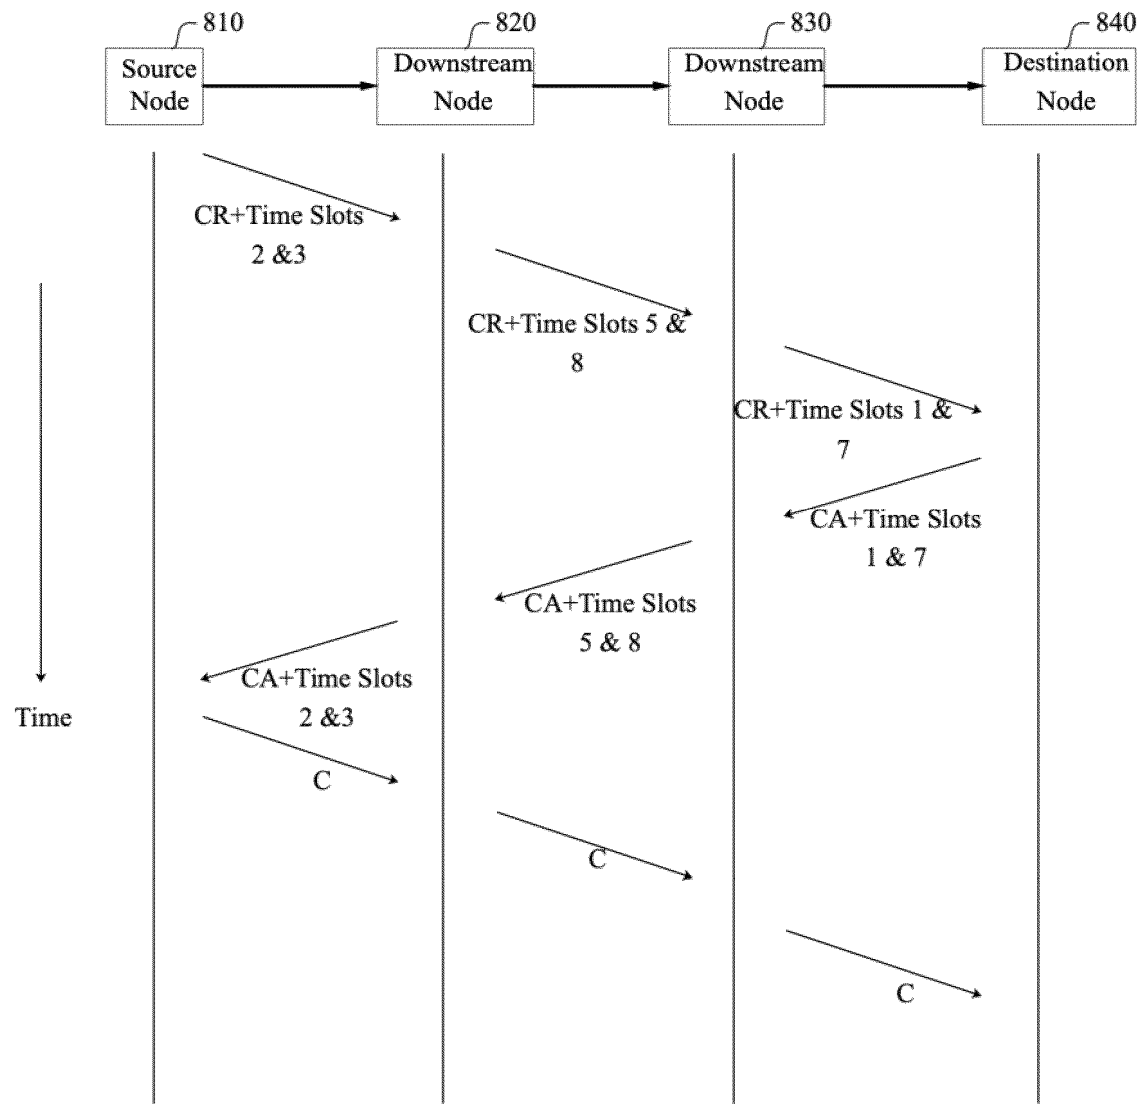 810
820
830
840
Source
Node
Downstream
Node
Downstream
Node
Destination
Node
CR+Time Slots
2 &3
CR+Time Slots 5 &
8
CR+Time Slots 1 &
7
CA+Time Slots
1 & 7
CA+Time Slots
5 & 8
CA+Time Slots
2 &3
Time
C
C
C